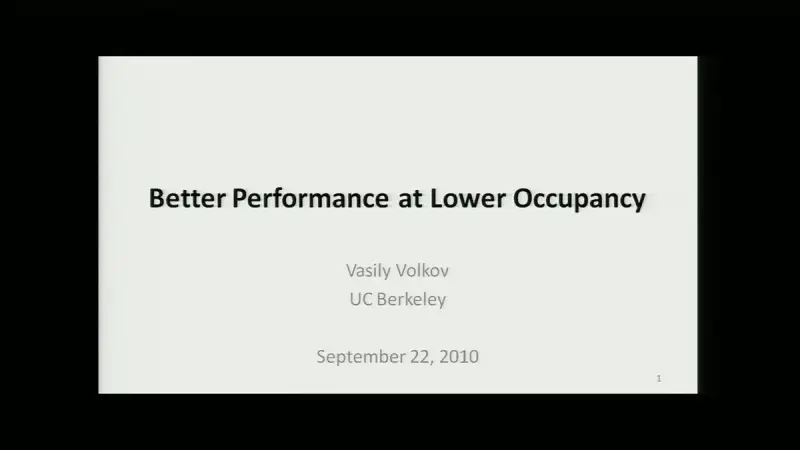 Better Performance at Lower Occupancy
Vasily Volkov
UC Berkeley
September 22, 2010
1